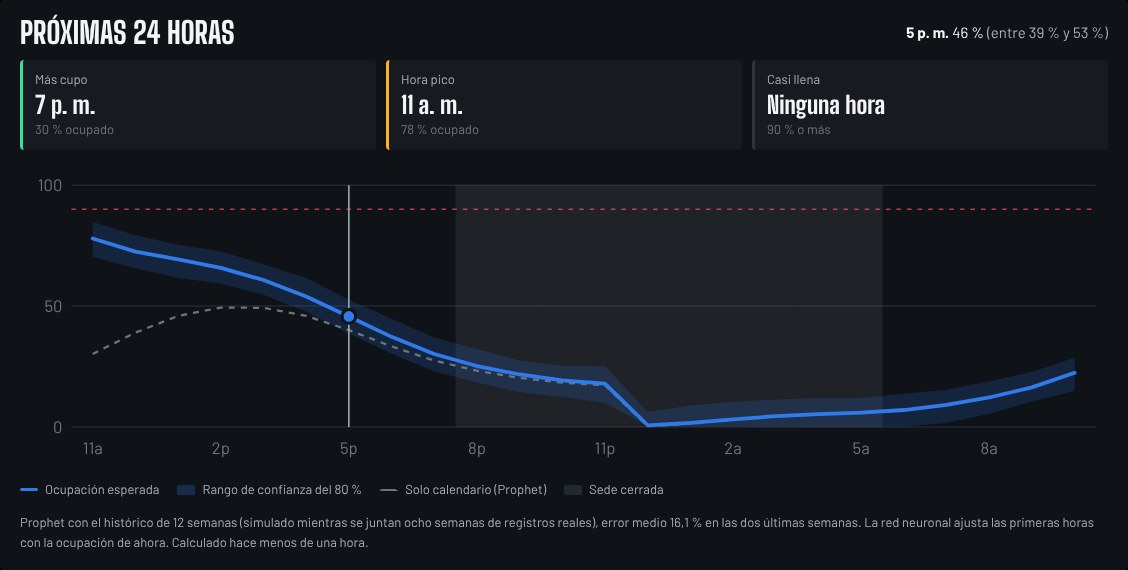 PRÓXIMAS 24 HORAS
5 p. m. 46 % (entre 39 % y 53 %)
Más cupo
7 p. m.
30 % ocupado
Hora pico
11 a. m.
78 % ocupado
Casi llena
Ninguna hora
90 % o más
100
50
0
11a 2p 5p 8p 11p 2a 5a 8a
Ocupación esperada Rango de confianza del 80 % Solo calendario (Prophet) Sede cerrada
Prophet con el histórico de 12 semanas (simulado mientras se juntan ocho semanas de registros reales), error medio 16,1 % en las dos últimas semanas. La red neuronal ajusta las primeras horas
con la ocupación de ahora. Calculado hace menos de una hora.